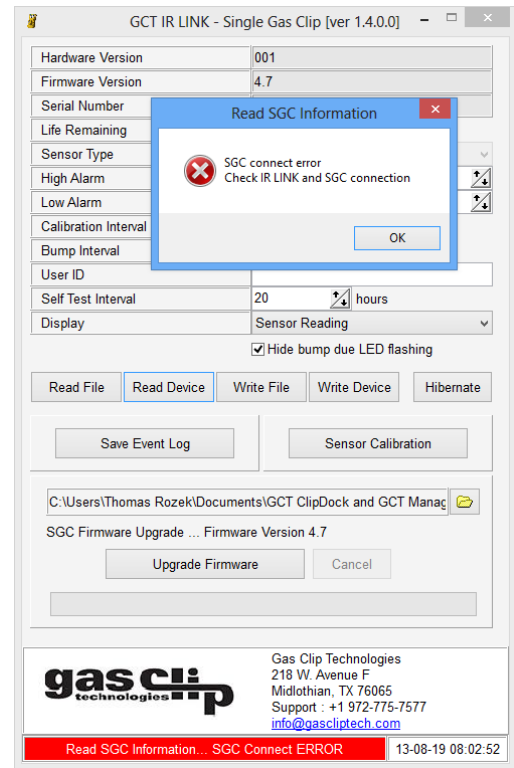 GCT IR LINK - Single Gas Clip [ver 1.4.0.0]
Hardware Version 001
Firmware Version 4.7
Serial Number
Life Remaining
Sensor Type
High Alarm
Low Alarm
Calibration Interval
Bump Interval
User ID
Self Test Interval 20 hours
Display Sensor Reading
Hide bump due LED flashing
Read SGC Information
SGC connect error
Check IR LINK and SGC connection
OK
Read File Read Device Write File Write Device Hibernate
Save Event Log Sensor Calibration
C:\Users\Thomas Rozek\Documents\GCT ClipDock and GCT Manag
SGC Firmware Upgrade ... Firmware Version 4.7
Upgrade Firmware Cancel
gas clip
technologies
Gas Clip Technologies
218 W. Avenue F
Midlothian, TX 76065
Support : +1 972-775-7577
info@gascliptech.com
Read SGC Information... SGC Connect ERROR 13-08-19 08:02:52